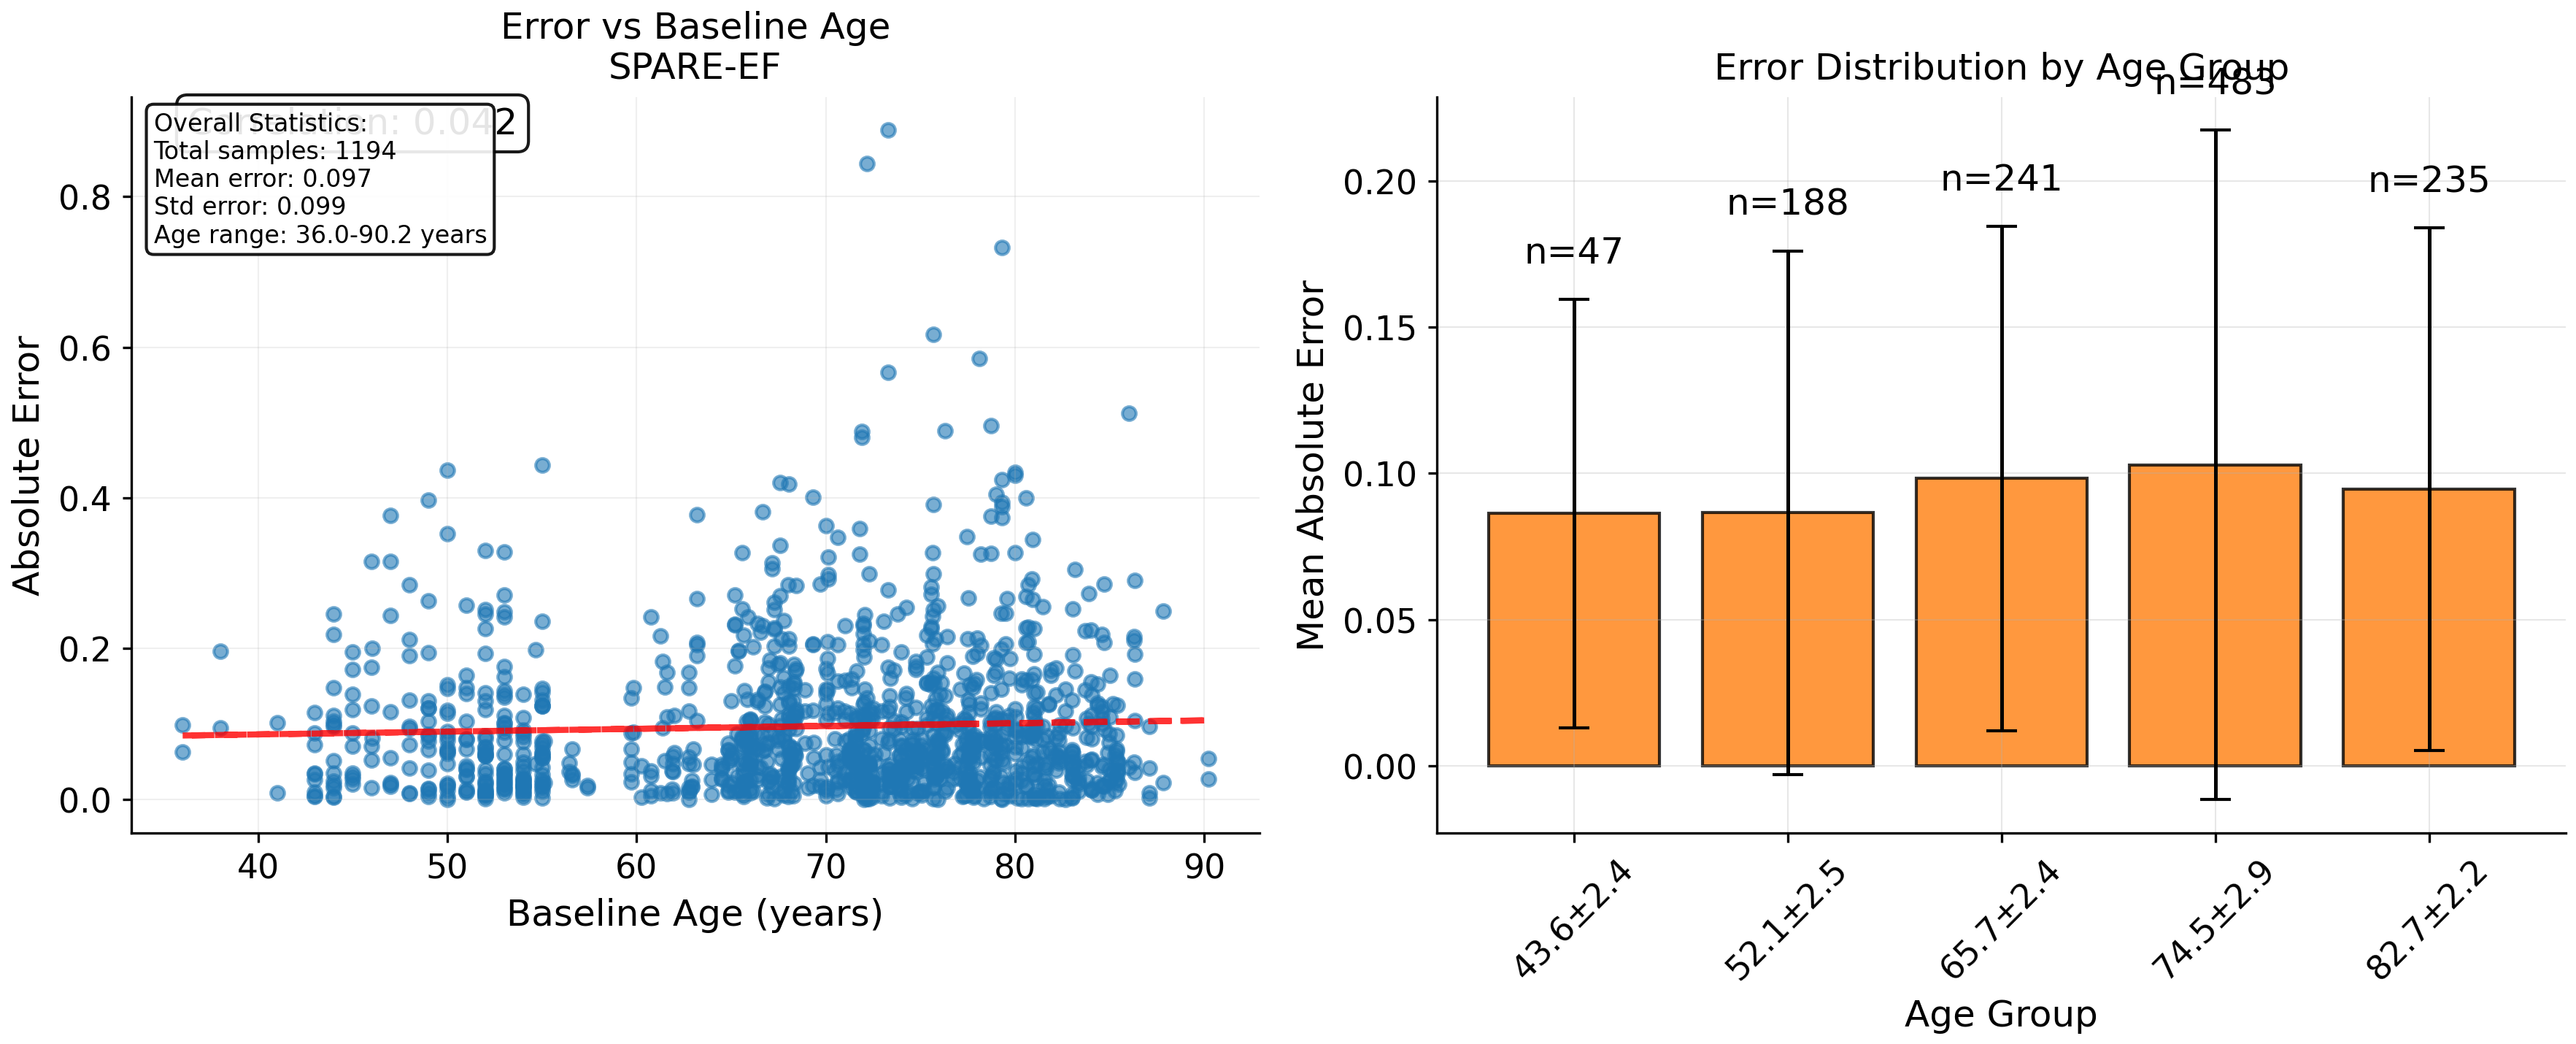 Error vs Baseline Age
SPARE-EF
Correlation: 0.042
Overall Statistics:
Total samples: 1194
Mean error: 0.097
Std error: 0.099
Age range: 36.0-90.2 years
Absolute Error
0.8
0.6
0.4
0.2
0.0
40 50 60 70 80 90
Baseline Age (years)
Error Distribution by Age Group
n=47
n=188
n=241
n=483
n=235
Mean Absolute Error
0.20
0.15
0.10
0.05
0.00
43.6±2.4
52.1±2.5
65.7±2.4
74.5±2.9
82.7±2.2
Age Group